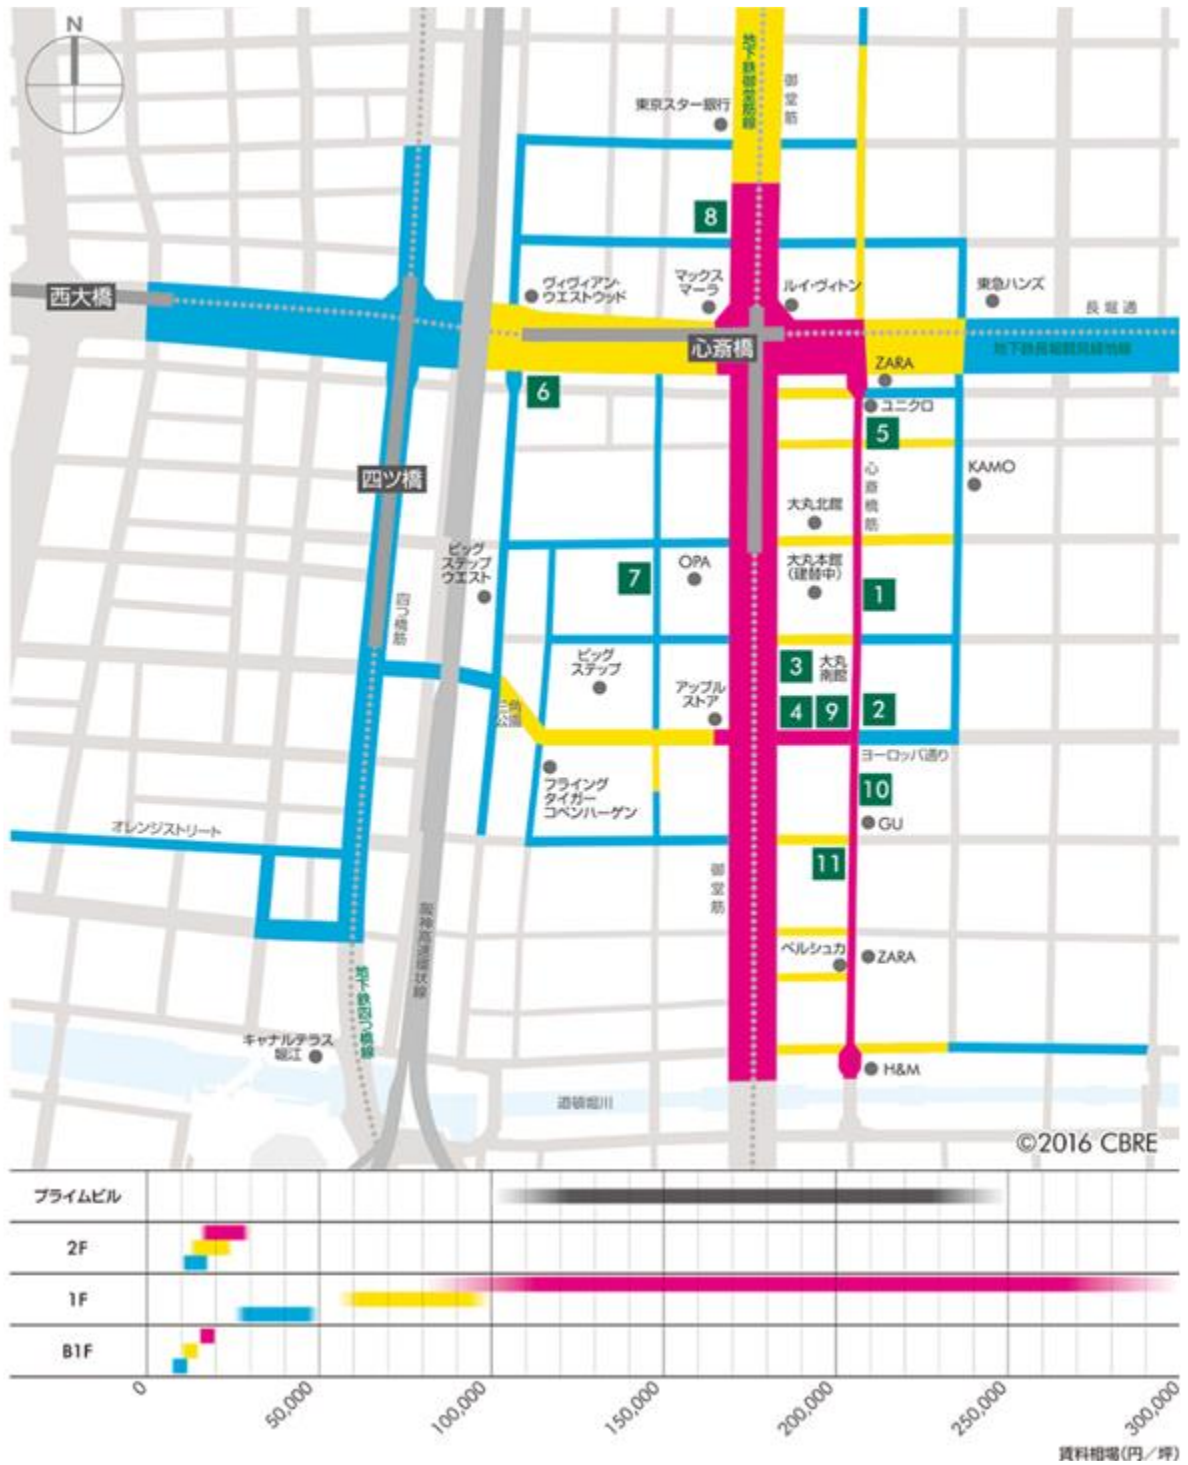 N
地下鉄御堂筋線
御堂筋
東京スター銀行
8
西大橋
ヴィヴィアン・
ウエストウッド
マックス
マーラ
ルイ・ヴィトン
東急ハンズ
長堀通
心斎橋
地下鉄長堀鶴見緑地線
ZARA
6
ユニクロ
5
四ツ橋
心斎橋筋
KAMO
大丸北館
ビッグ
ステップ
ウエスト
7
OPA
大丸本館
(建替中)
1
四つ橋筋
ビッグ
ステップ
3
大丸
南館
アップル
ストア
三角
公園
4
9
2
ヨーロッパ通り
フライング
タイガー
コペンハーゲン
10
GU
オレンジストリート
11
御堂筋
阪神高速環状線
ベルシュカ
ZARA
地下鉄四つ橋線
キャナルテラス
堀江
H&M
道頓堀川
©2016 CBRE
プライムビル
2F
1F
B1F
0
50,000
100,000
150,000
200,000
250,000
300,000
賃料相場(円/坪)